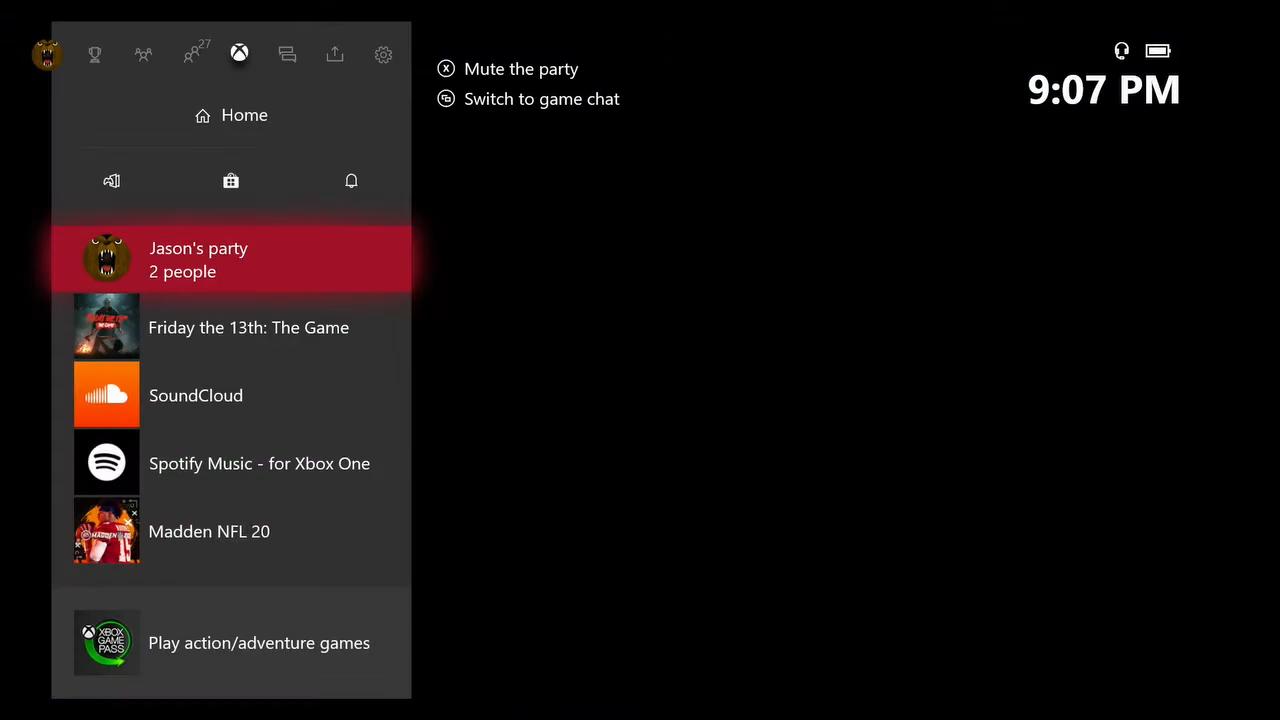 27
Mute the party
Switch to game chat
9:07 PM
Home
Jason's party
2 people
Friday the 13th: The Game
SoundCloud
Spotify Music - for Xbox One
Madden NFL 20
XBOX
GAME
PASS
Play action/adventure games